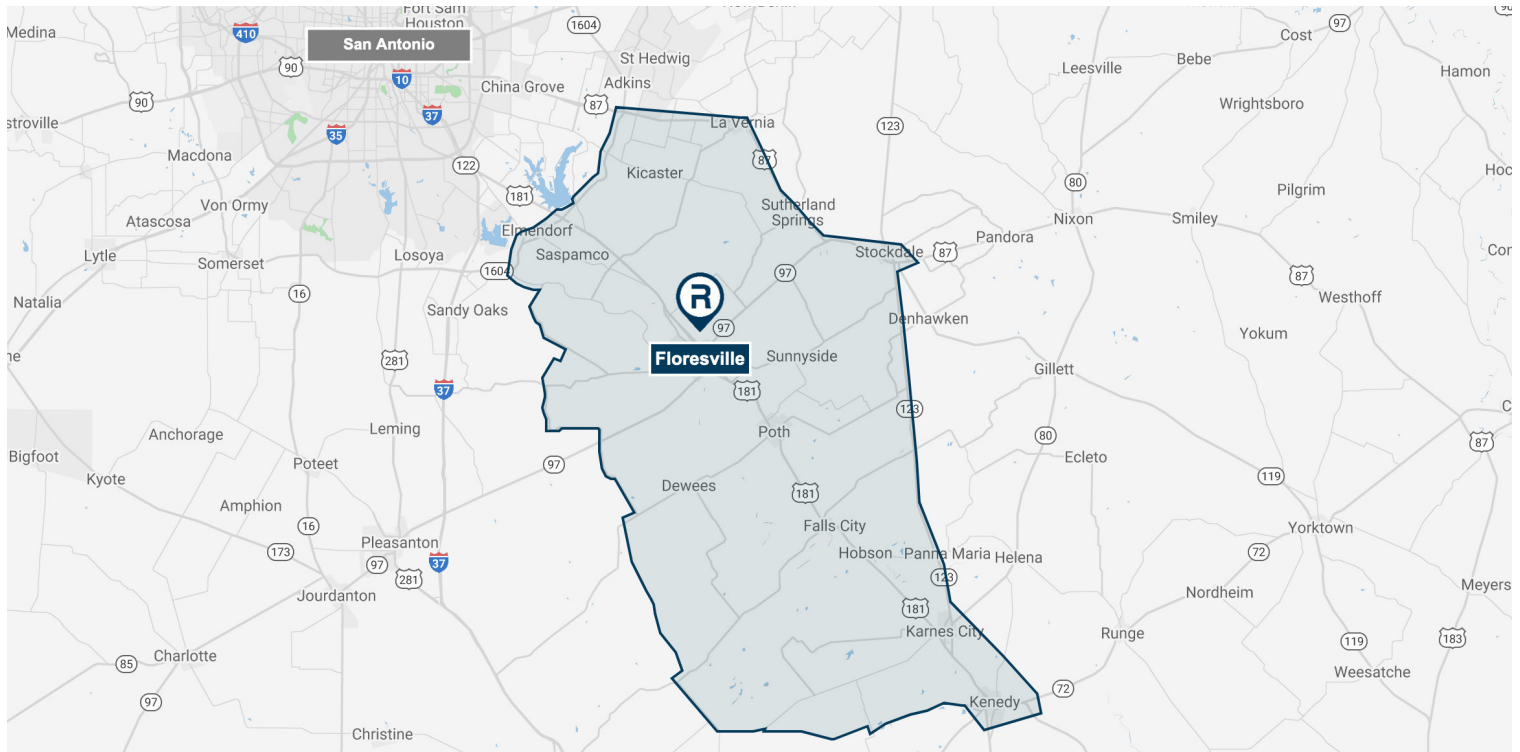 Fort Sam
Houston
Medina
410
San Antonio
1604
97
Cost
90
10
St Hedwig
Leesville
Bebe
Hamon
90
China Grove
Adkins
87
Wrightsboro
37
stroville
35
La Vernia
123
Macdona
122
87
Kicaster
80
Pilgrim
Hoc
181
Von Ormy
Sutherland
Springs
Atascosa
Nixon
Smiley
Elmendorf
Pandora
Lytle
Somerset
Losoya
Saspamco
Stockdale
87
Con
1604
97
87
16
R
Natalia
Sandy Oaks
Westhoff
97
Denhawken
Yokum
ne
Floresville
Sunnyside
281
Gillett
37
181
123
C
Anchorage
Leming
Poth
80
87
Bigfoot
Poteet
97
Ecleto
Kyote
Dewees
181
119
Amphion
16
Falls City
Yorktown
173
Pleasanton
Hobson
Panna Maria
Helena
72
97
37
281
123
Meyers
Jourdanton
181
Nordheim
Karnes City
Runge
119
183
Charlotte
85
Weesatche
97
72
Kenedy
Christine